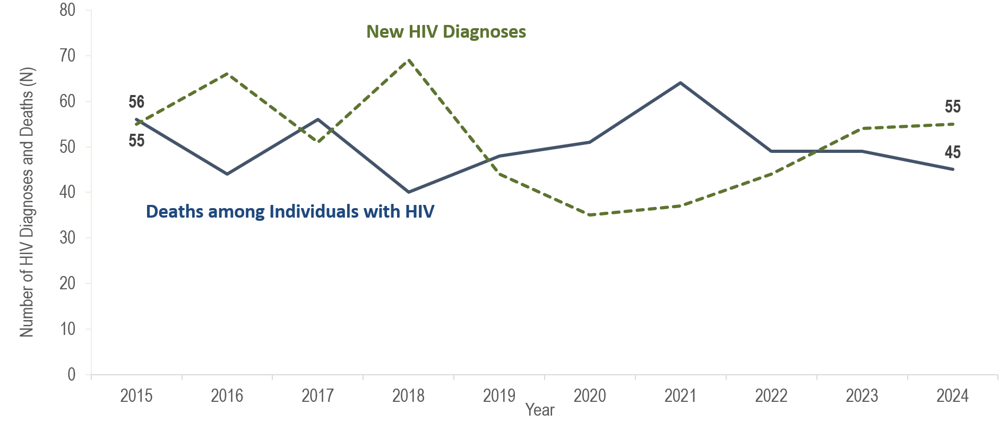 80
New HIV Diagnoses
70
60
56
55
55
50
45
40
Deaths among Individuals with HIV
30
20
10
0
Number of HIV Diagnoses and Deaths (N)
2015 2016 2017 2018 2019 2020 2021 2022 2023 2024
Year